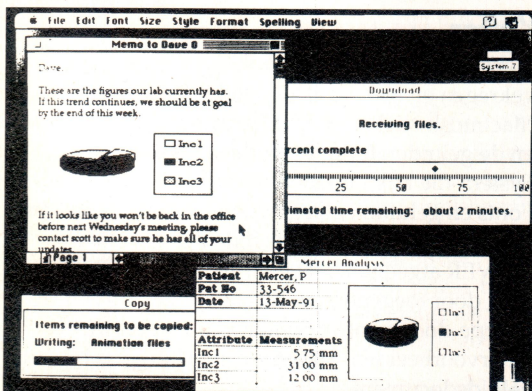 File Edit Font Size Style Format Spelling View
Memo to Dave G
System 7
Dave,
These are the figures our lab currently has.
If this trend continues, we should be at goal
by the end of this week.
Inc1
Inc2
Inc3
If it looks like you won't be back in the office
before next Wednesday's meeting, please
contact scott to make sure he has all of your
updates.
Page 1
Download
Receiving files.
rcent complete
25 50 75 100
timated time remaining: about 2 minutes.
Copy
Items remaining to be copied:
Writing: Animation files
Mercer Analysis
Patient Mercer, P
Pat No 33-546
Date 13-May-91
Attribute Measurements
Inc1 5.75 mm
Inc2 31.00 mm
Inc3 12.00 mm
Inc1
Inc2
Inc3